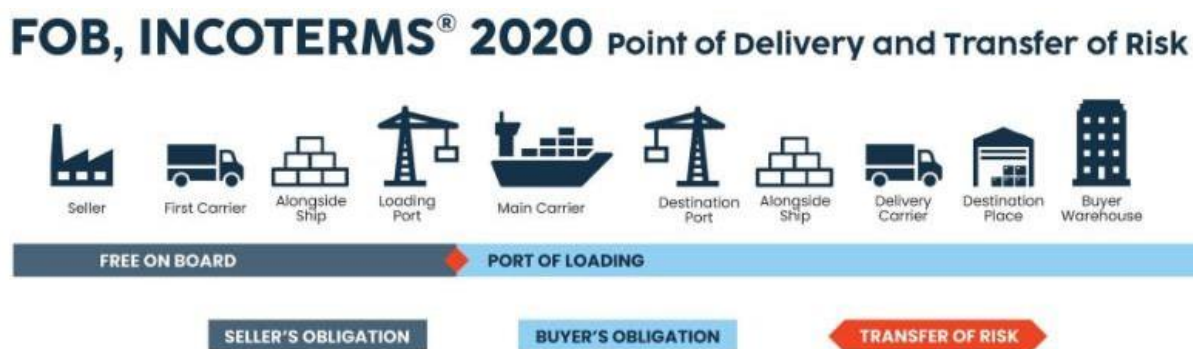 FOB, INCOTERMS® 2020 Point of Delivery and Transfer of Risk
Seller
First Carrier
Alongside
Ship
Loading
Port
Main Carrier
Destination
Port
Alongside
Ship
Delivery
Carrier
Destination
Place
Buyer
Warehouse
FREE ON BOARD
PORT OF LOADING
SELLER'S OBLIGATION
BUYER'S OBLIGATION
TRANSFER OF RISK